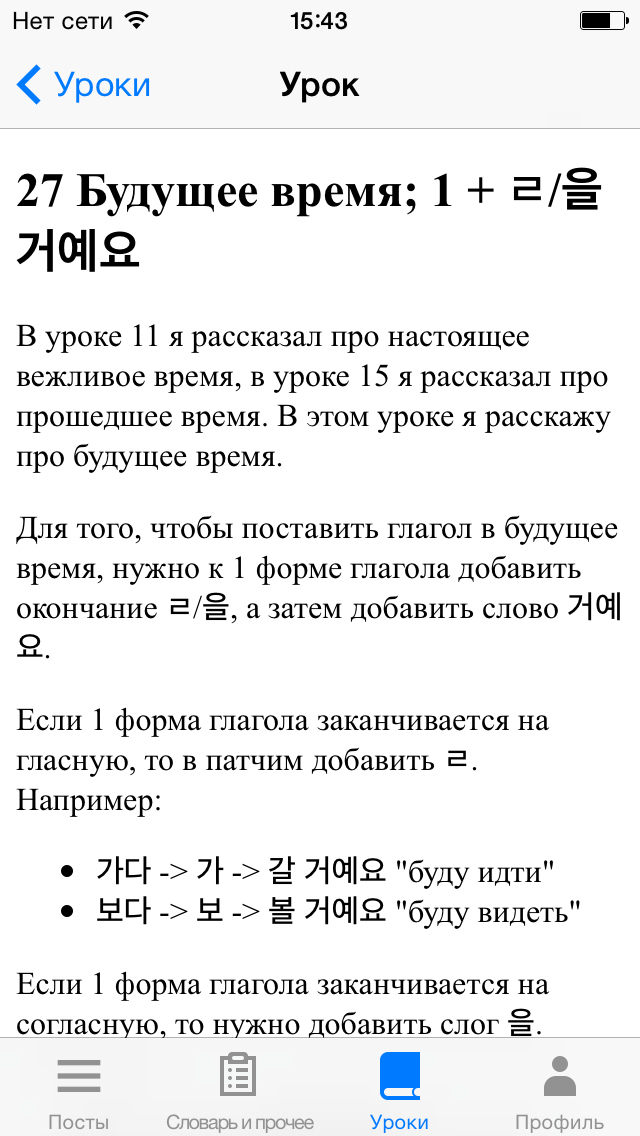 Нет сети 15:43
Уроки Урок
27 Будущее время; 1 + ㄹ/을
거예요
В уроке 11 я рассказал про настоящее
вежливое время, в уроке 15 я рассказал про
прошедшее время. В этом уроке я расскажу
про будущее время.
Для того, чтобы поставить глагол в будущее
время, нужно к 1 форме глагола добавить
окончание ㄹ/을, а затем добавить слово 거예
요.
Если 1 форма глагола заканчивается на
гласную, то в патчим добавить ㄹ.
Например:
• 가다 -> 가 -> 갈 거예요 "буду идти"
• 보다 -> 보 -> 볼 거예요 "буду видеть"
Если 1 форма глагола заканчивается на
согласную, то нужно добавить слог 을.
Посты Словарь и прочее Уроки Профиль